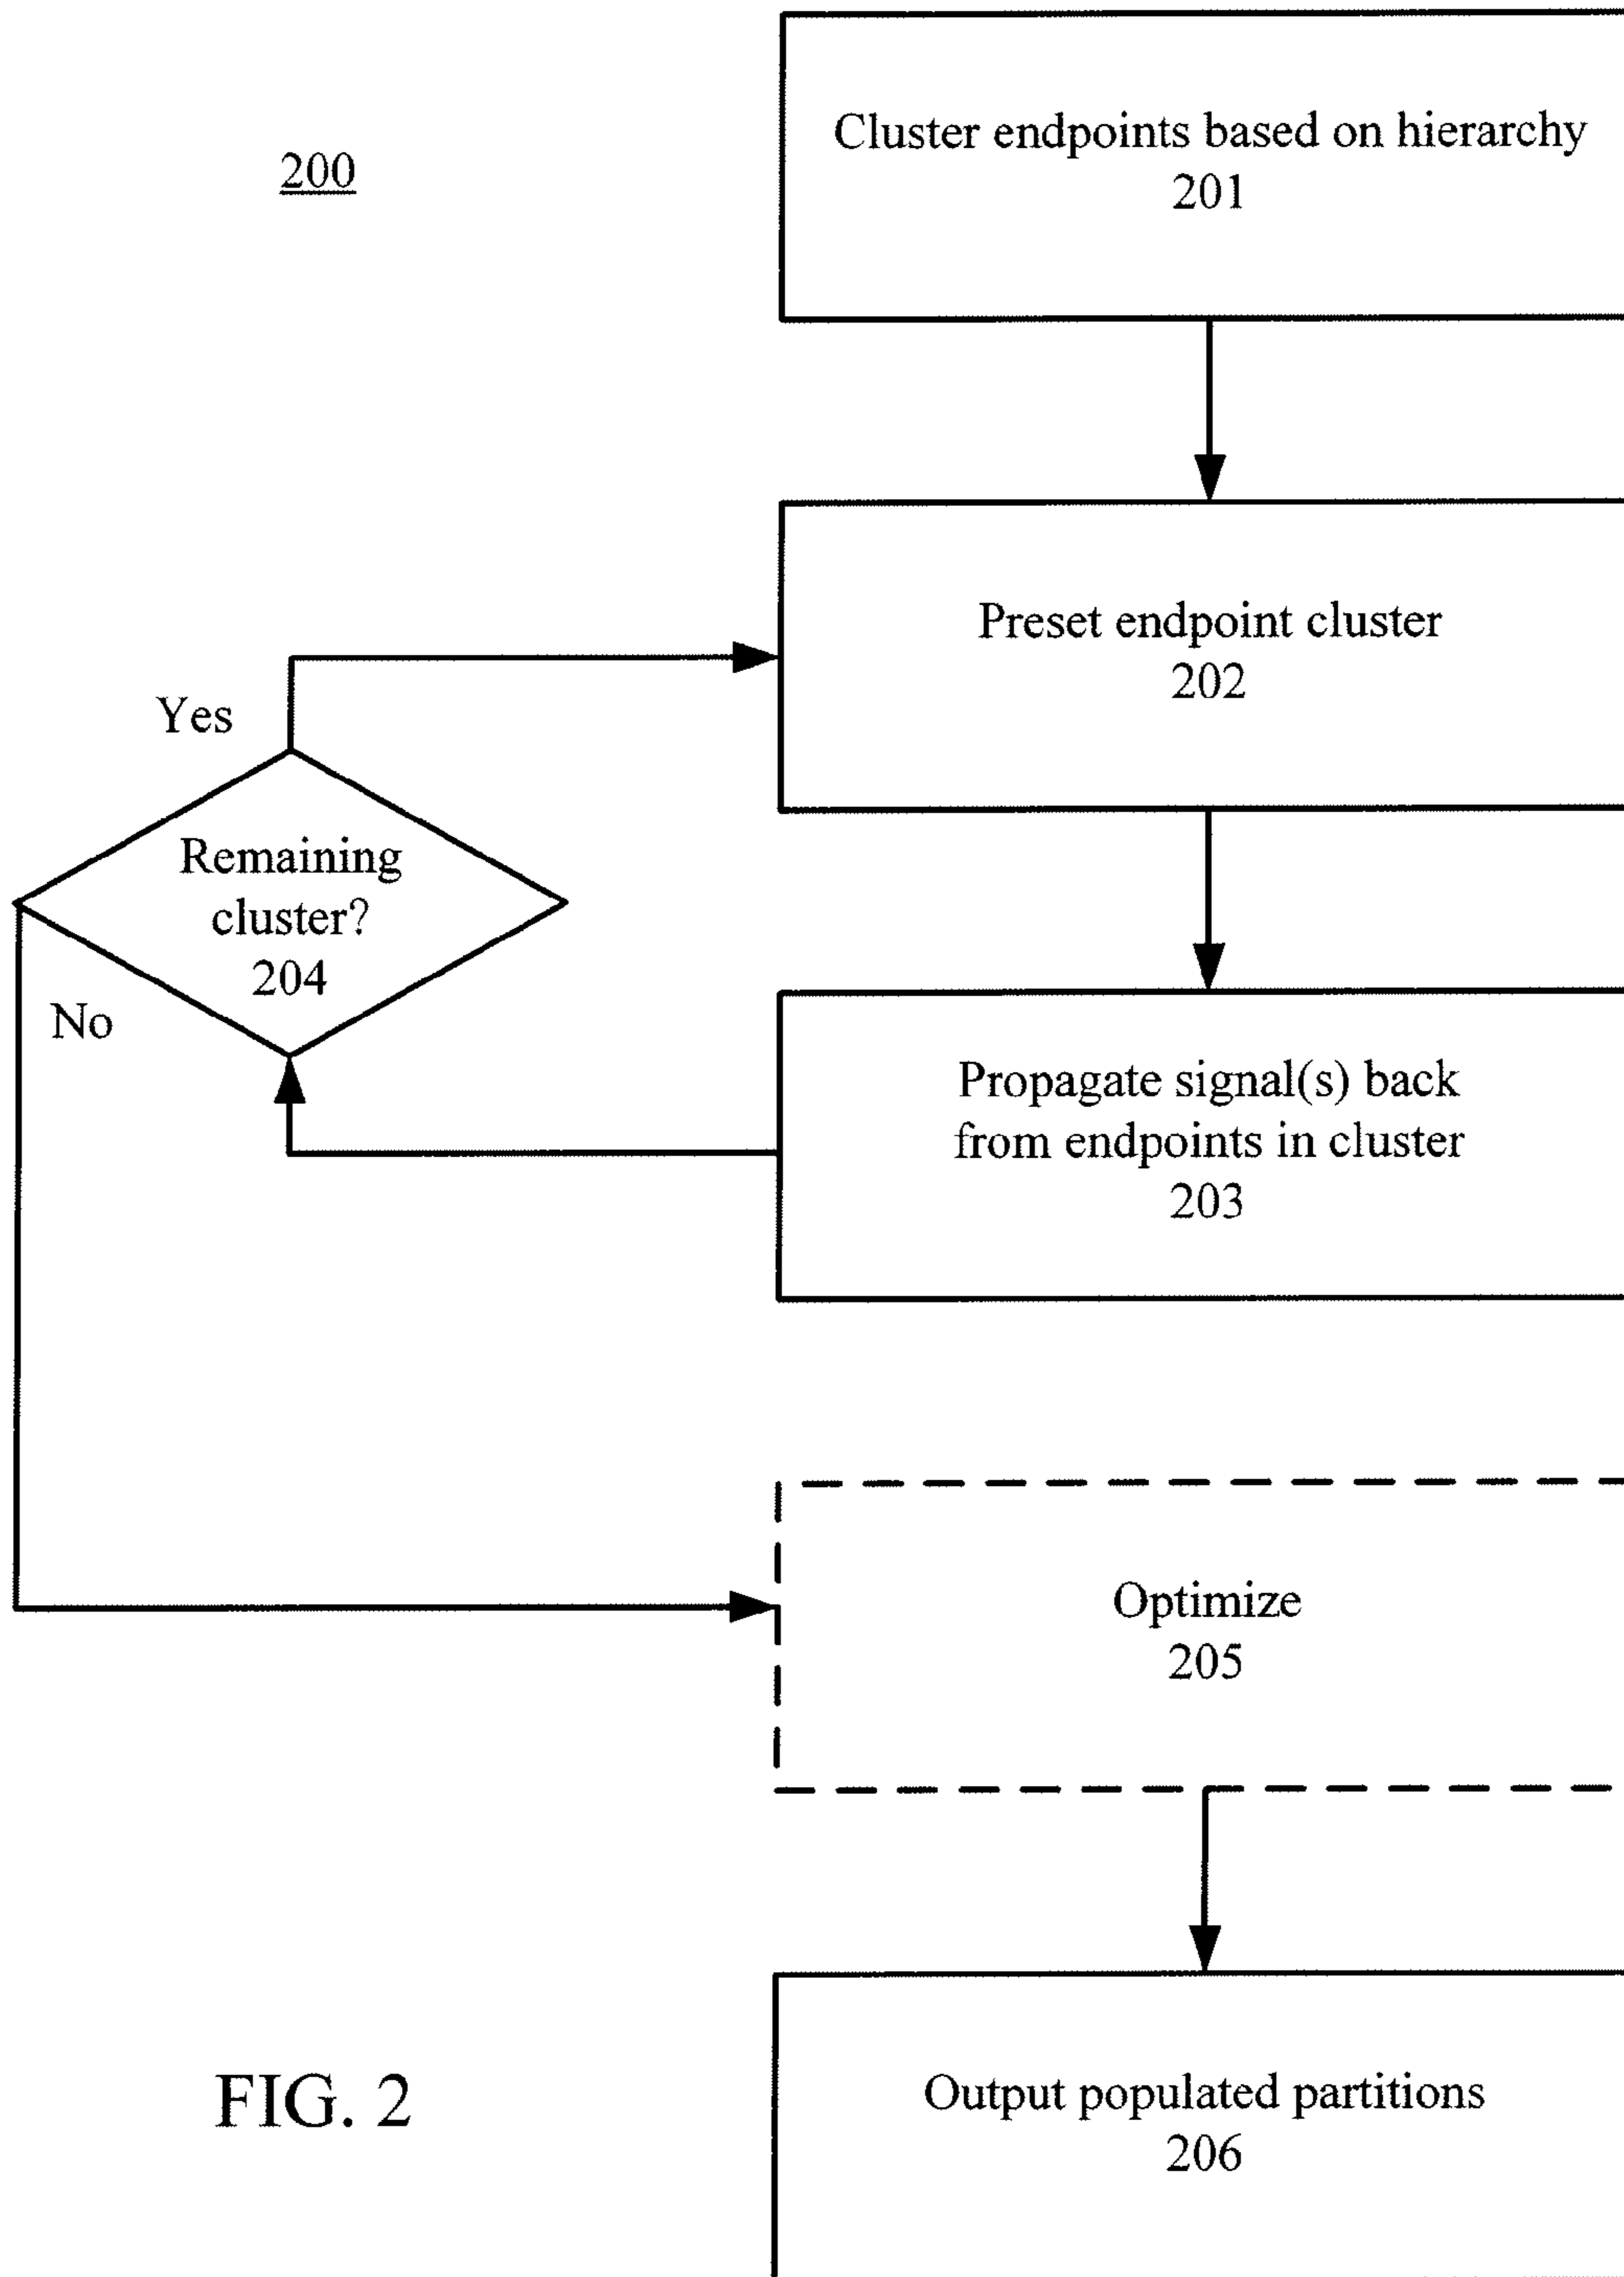 200
Cluster endpoints based on hierarchy
201
Preset endpoint cluster
202
Yes
Remaining
cluster?
204
No
Propagate signal(s) back
from endpoints in cluster
203
Optimize
205
Output populated partitions
206
FIG. 2